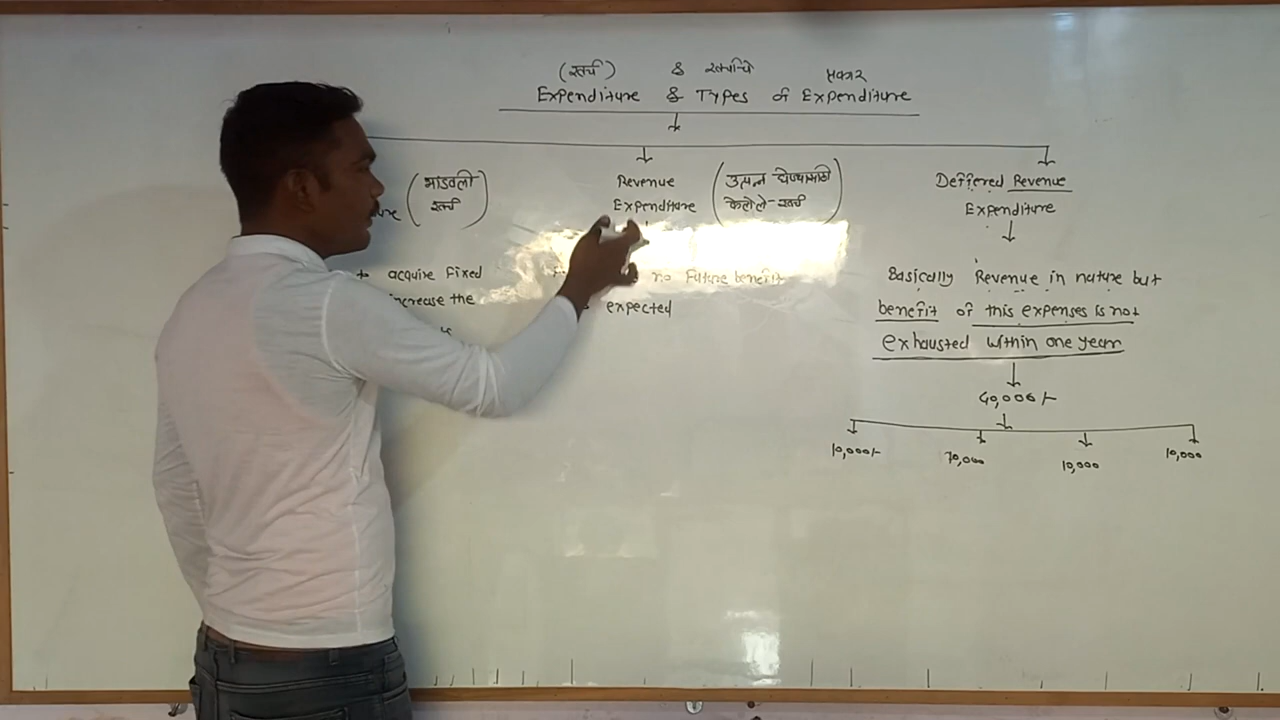 (खर्च) & खर्चाचे प्रकार
Expenditure & Types of Expenditure
(भांडवली
खर्च)
Revenue
Expenditure
(उत्पन्न घेण्यासाठी
केलेले खर्च)
Deffered Revenue
Expenditure
acquire fixed
increase the
no Future benefit
expected
Basically Revenue in nature but
benefit of this expenses is not
exhausted within one year
40,000/-
10,000/- 10,000 10,000 10,000